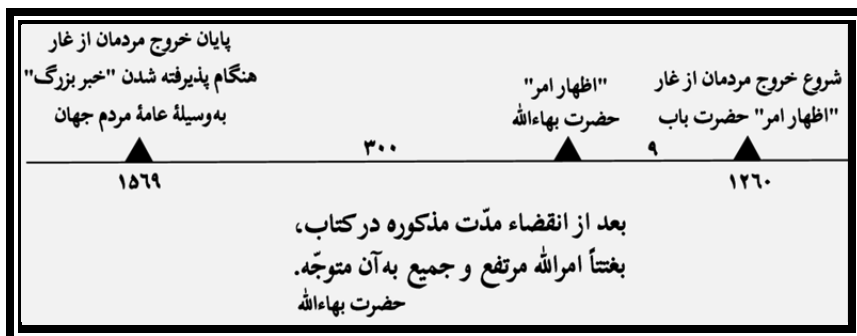 شروع خروج مردمان از غار
"اظهار امر" حضرت باب
"اظهار امر"
حضرت بهاءالله
پایان خروج مردمان از غار
هنگام پذیرفته شدن "خبر بزرگ"
به‌وسیلهٔ عامهٔ مردم جهان
۹
۳۰۰
۱۲۶۰
۱۵۶۹
بعد از انقضاء مدّت مذکوره در کتاب،
بغتتاً امرالله مرتفع و جمیع به آن متوجّه.
حضرت بهاءالله